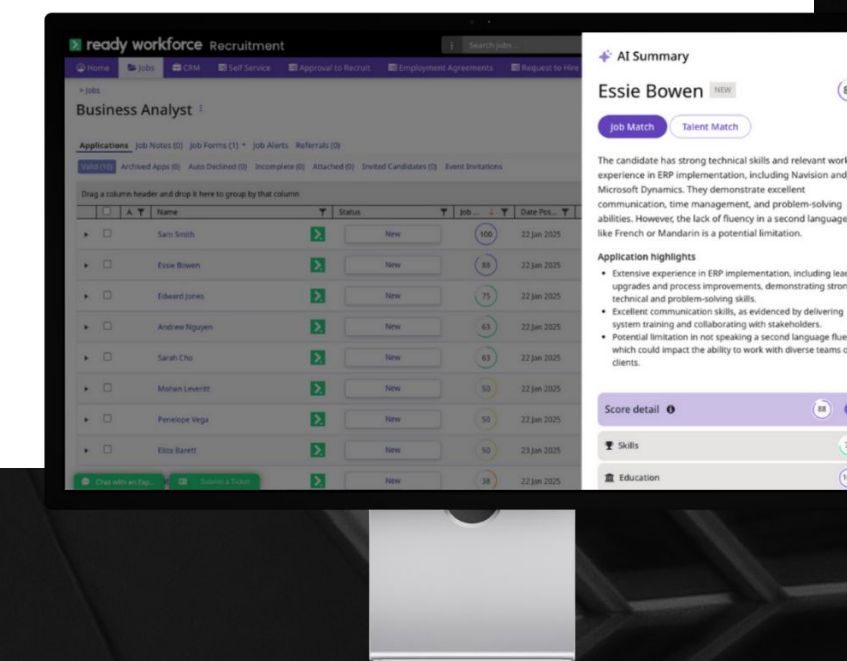 ready workforce Recruitment
Search jobs...
Home Jobs CRM Self Service Approval to Recruit Employment Agreements Request to Hire
Jobs
Business Analyst
Applications Job Notes (0) Job Forms (1) Job Alerts Referrals (0)
Valid (10) Archived Apps (0) Auto Declined (0) Incomplete (0) Attached (0) Invited Candidates (0) Event Invitations
Drag a column header and drop it here to group by that column
A Name Status Job ... Date Pos...
Sam Smith New 100 22 Jan 2025
Essie Bowen New 88 22 Jan 2025
Edward Jones New 75 22 Jan 2025
Andrew Nguyen New 63 22 Jan 2025
Sarah Cho New 63 22 Jan 2025
Mohan Leveritt New 50 22 Jan 2025
Penelope Vega New 50 22 Jan 2025
Eliza Barett New 50 23 Jan 2025
New 38 22 Jan 2025
Chat with an Exp... Submit a Ticket
AI Summary
Essie Bowen NEW
Job Match Talent Match
The candidate has strong technical skills and relevant work
experience in ERP implementation, including Navision and
Microsoft Dynamics. They demonstrate excellent
communication, time management, and problem-solving
abilities. However, the lack of fluency in a second language
like French or Mandarin is a potential limitation.
Application highlights
• Extensive experience in ERP implementation, including lead
upgrades and process improvements, demonstrating stron
technical and problem-solving skills.
• Excellent communication skills, as evidenced by delivering
system training and collaborating with stakeholders.
• Potential limitation in not speaking a second language flue
which could impact the ability to work with diverse teams o
clients.
Score detail 88
Skills
Education